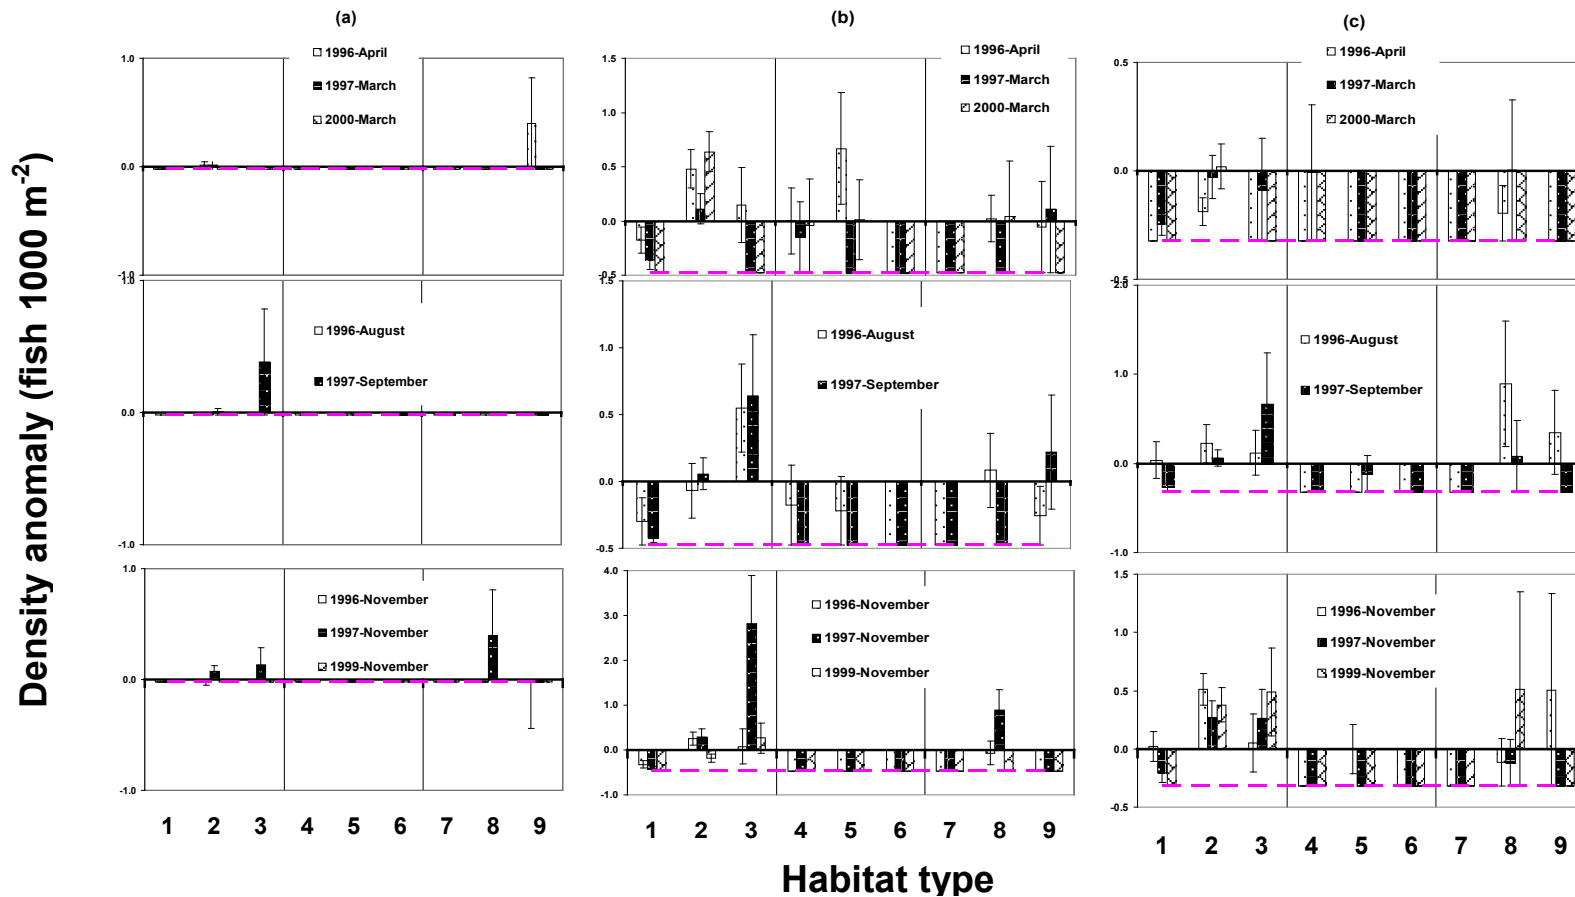 (a)
(b)
(c)
Density anomaly (fish 1000 m-2)
1996-April
1997-March
2000-March
1.0
0.0
-1.0
1996-August
1997-September
1.0
0.0
-1.0
1996-November
1997-November
1999-November
1.0
0.0
-1.0
1 2 3 4 5 6 7 8 9
1996-April
1997-March
2000-March
1.5
1.0
0.5
0.0
-0.5
1996-August
1997-September
1.0
0.5
0.0
-0.5
1996-November
1997-November
1999-November
4.0
3.0
2.0
1.0
0.0
-1.0
1 2 3 4 5 6 7 8 9
1996-April
1997-March
2000-March
0.5
0.0
-0.5
1996-August
1997-September
2.0
1.0
0.0
-1.0
1996-November
1997-November
1999-November
1.5
1.0
0.5
0.0
-0.5
1 2 3 4 5 6 7 8 9
Habitat type